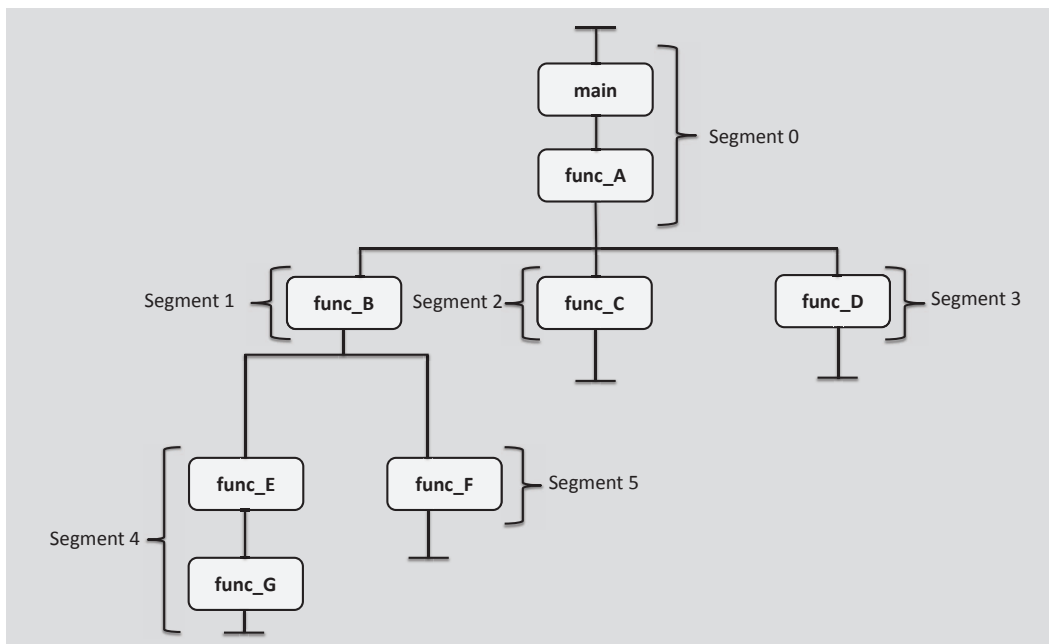 main
Segment 0
func_A
Segment 1
func_B
Segment 2
func_C
func_D
Segment 3
func_E
func_F
Segment 5
Segment 4
func_G